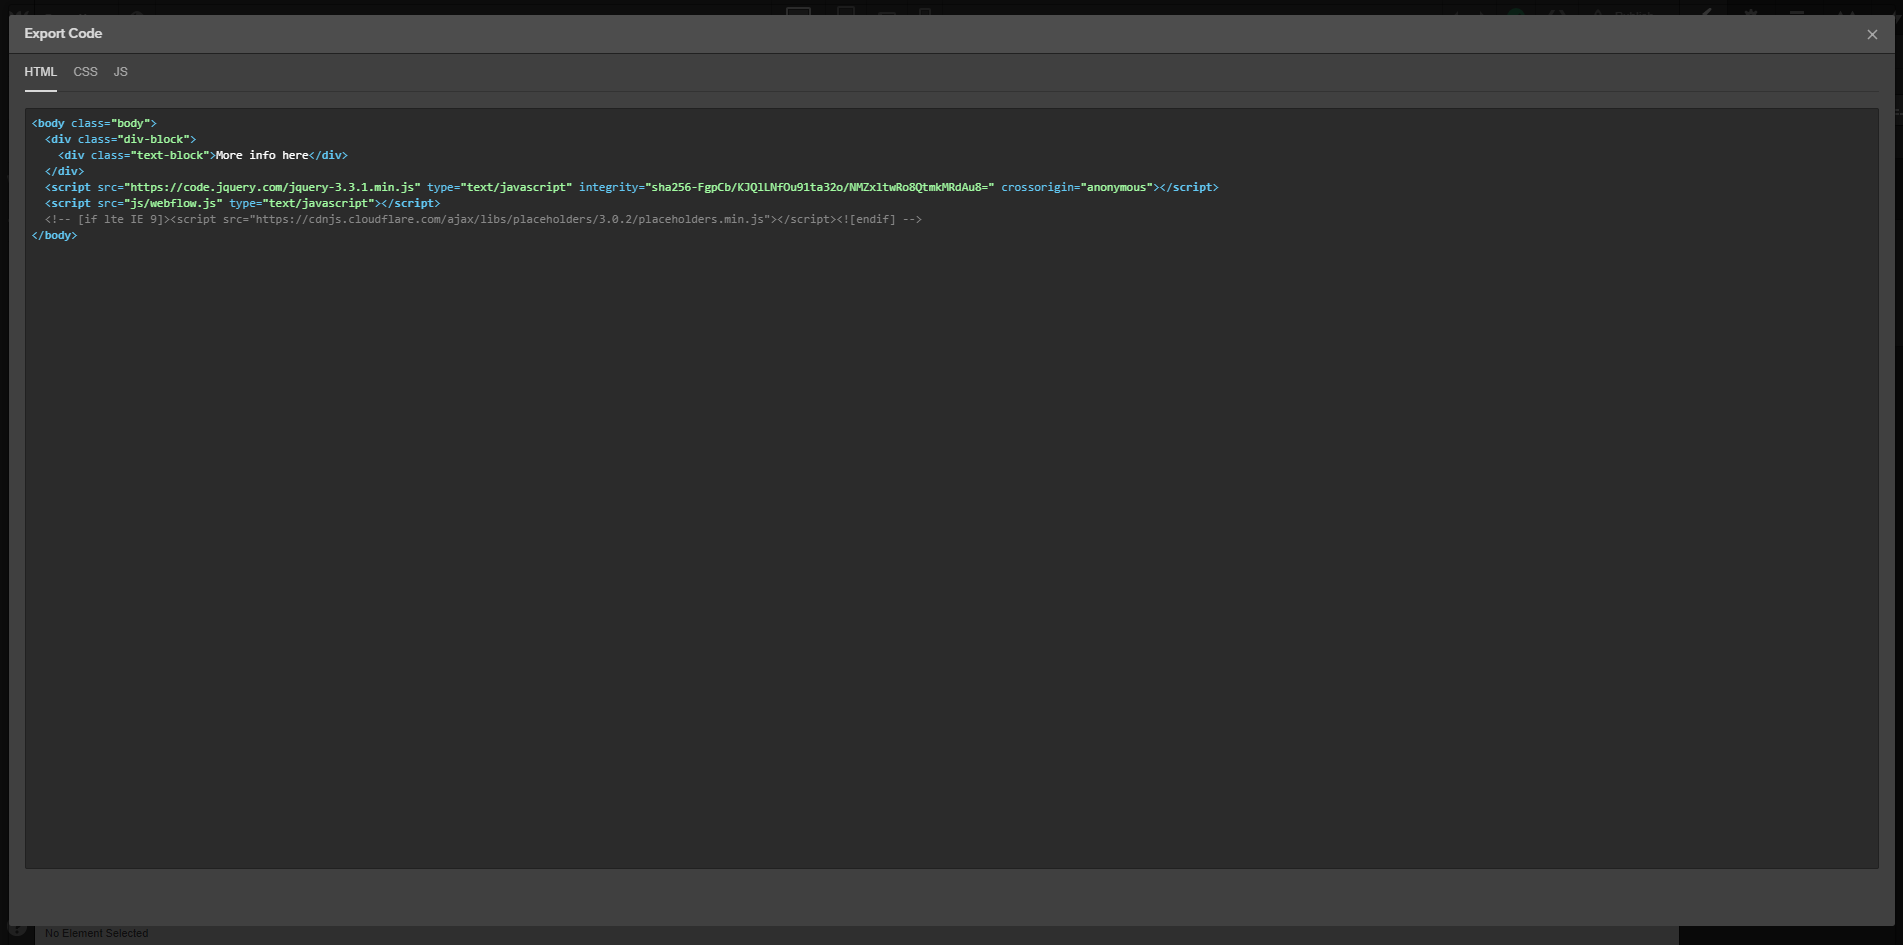 Export Code
HTML CSS JS
<body class="body">
<div class="div-block">
<div class="text-block">More info here</div>
</div>
<script src="https://code.jquery.com/jquery-3.3.1.min.js" type="text/javascript" integrity="sha256-FgpCb/KJQlLNfOu91ta32o/NMZxltwRo8QtmkMRdAu8=" crossorigin="anonymous"></script>
<script src="js/webflow.js" type="text/javascript"></script>
<!-- [if lte IE 9]><script src="https://cdnjs.cloudflare.com/ajax/libs/placeholders/3.0.2/placeholders.min.js"></script><![endif] -->
</body>
No Element Selected